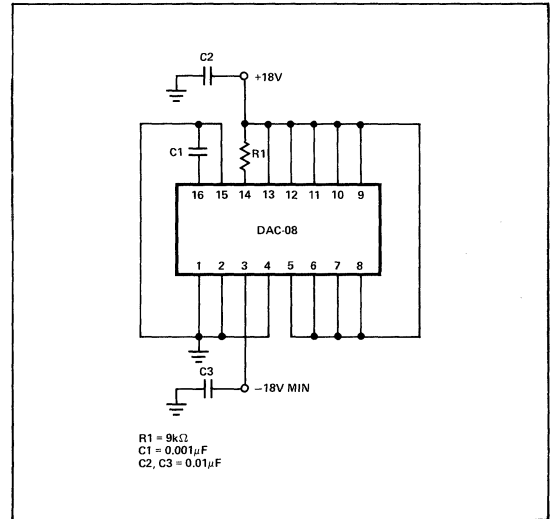 C2
+18V
C1
R1
16 15 14 13 12 11 10 9
DAC-08
1 2 3 4 5 6 7 8
C3
−18V MIN
R1 = 9kΩ
C1 = 0.001μF
C2, C3 = 0.01μF